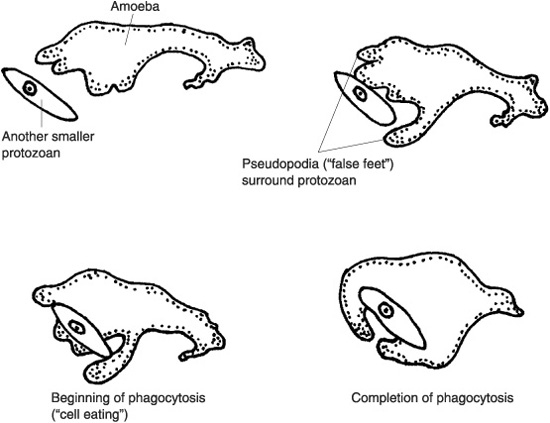 Amoeba
Another smaller
protozoan
Pseudopodia (“false feet”)
surround protozoan
Beginning of phagocytosis
(“cell eating”)
Completion of phagocytosis